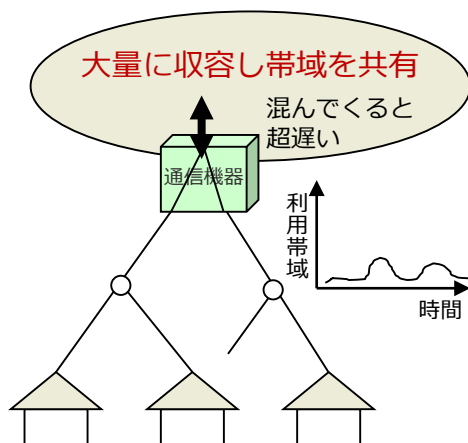 大量に収容し帯域を共有
混んでくると
超遅い
通信機器
利用帯域
時間